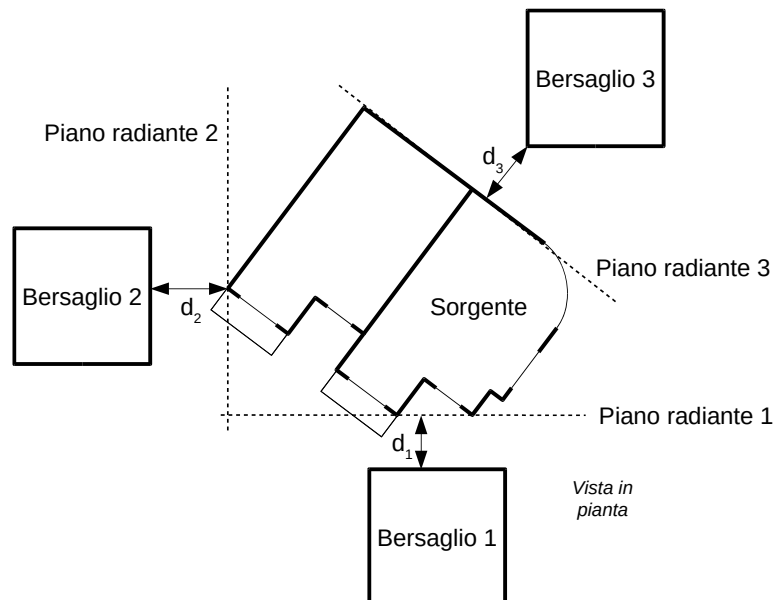 Bersaglio 3
Piano radiante 2
d3
Piano radiante 3
Bersaglio 2
d2
Sorgente
Piano radiante 1
d1
Vista in
pianta
Bersaglio 1